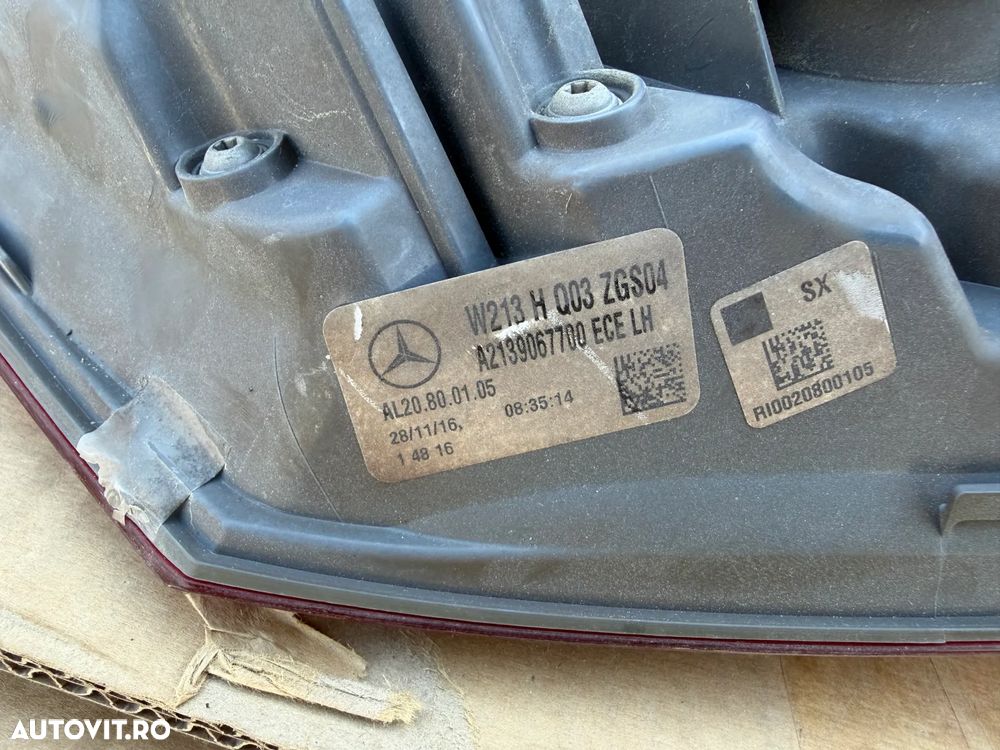 W213 H Q03 ZGS04
A2139067700 ECE LH
AL20.80.01.05
28/11/16, 08:35:14
1 48 16
SX
RI0020800105
AUTOVIT.RO